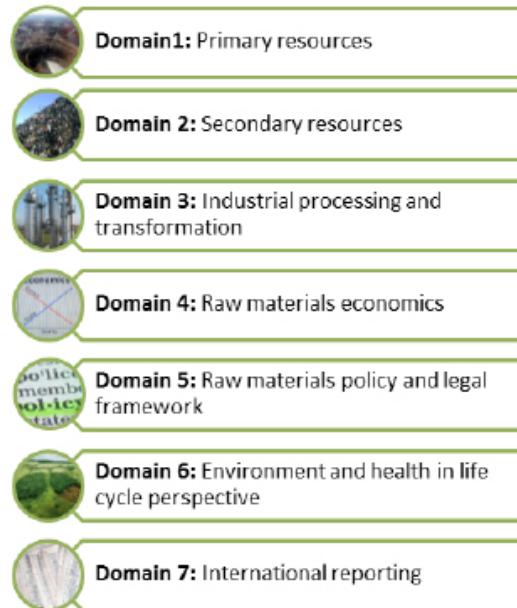 Domain1: Primary resources
Domain 2: Secondary resources
Domain 3: Industrial processing and
transformation
Domain 4: Raw materials economics
Domain 5: Raw materials policy and legal
framework
Domain 6: Environment and health in life
cycle perspective
Domain 7: International reporting